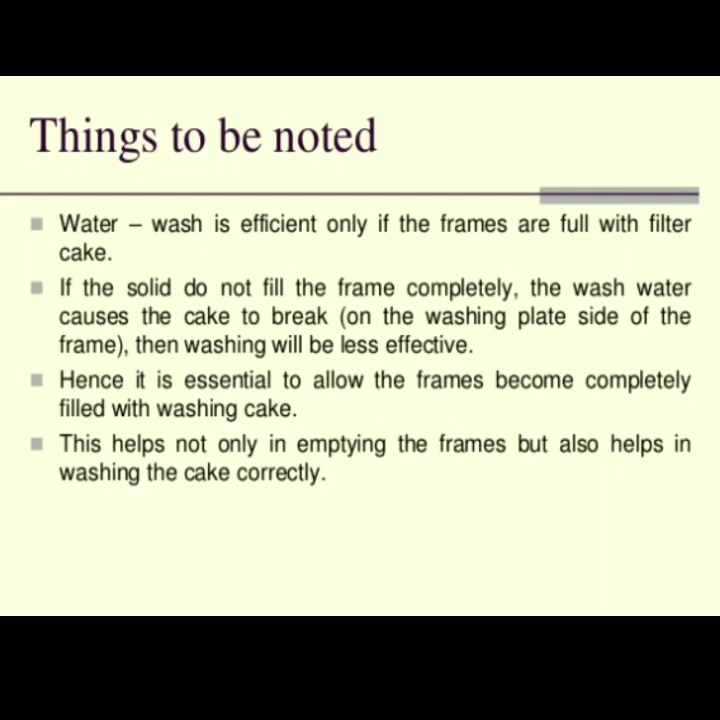 Things to be noted
Water – wash is efficient only if the frames are full with filter
cake.
If the solid do not fill the frame completely, the wash water
causes the cake to break (on the washing plate side of the
frame), then washing will be less effective.
Hence it is essential to allow the frames become completely
filled with washing cake.
This helps not only in emptying the frames but also helps in
washing the cake correctly.